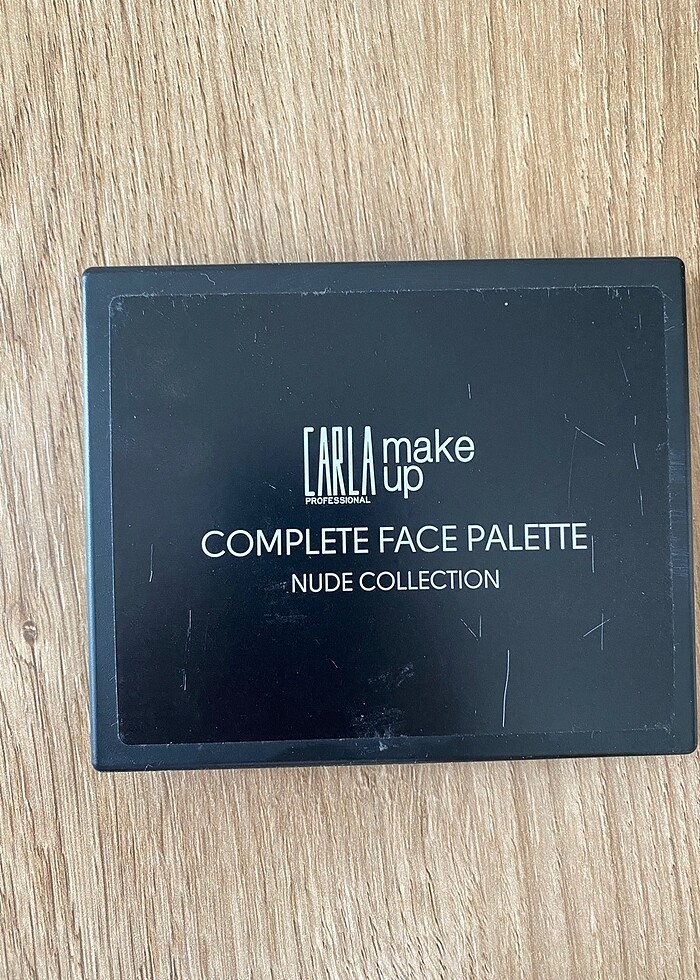 CARLA make up
PROFESSIONAL
COMPLETE FACE PALETTE
NUDE COLLECTION